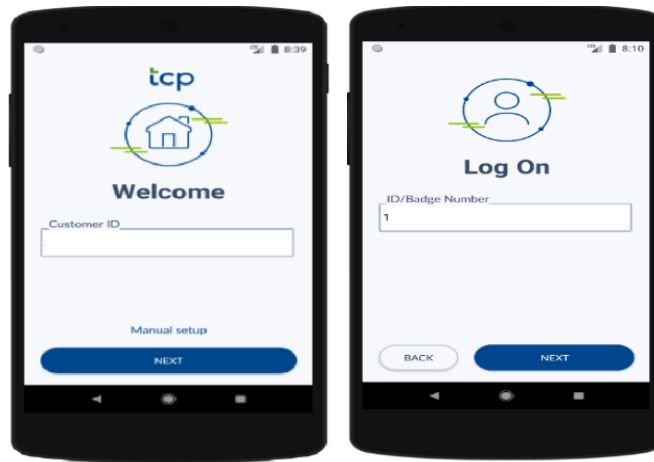 8:39
tcp
Welcome
Customer ID
Manual setup
NEXT
8:10
Log On
ID/Badge Number
1
BACK
NEXT